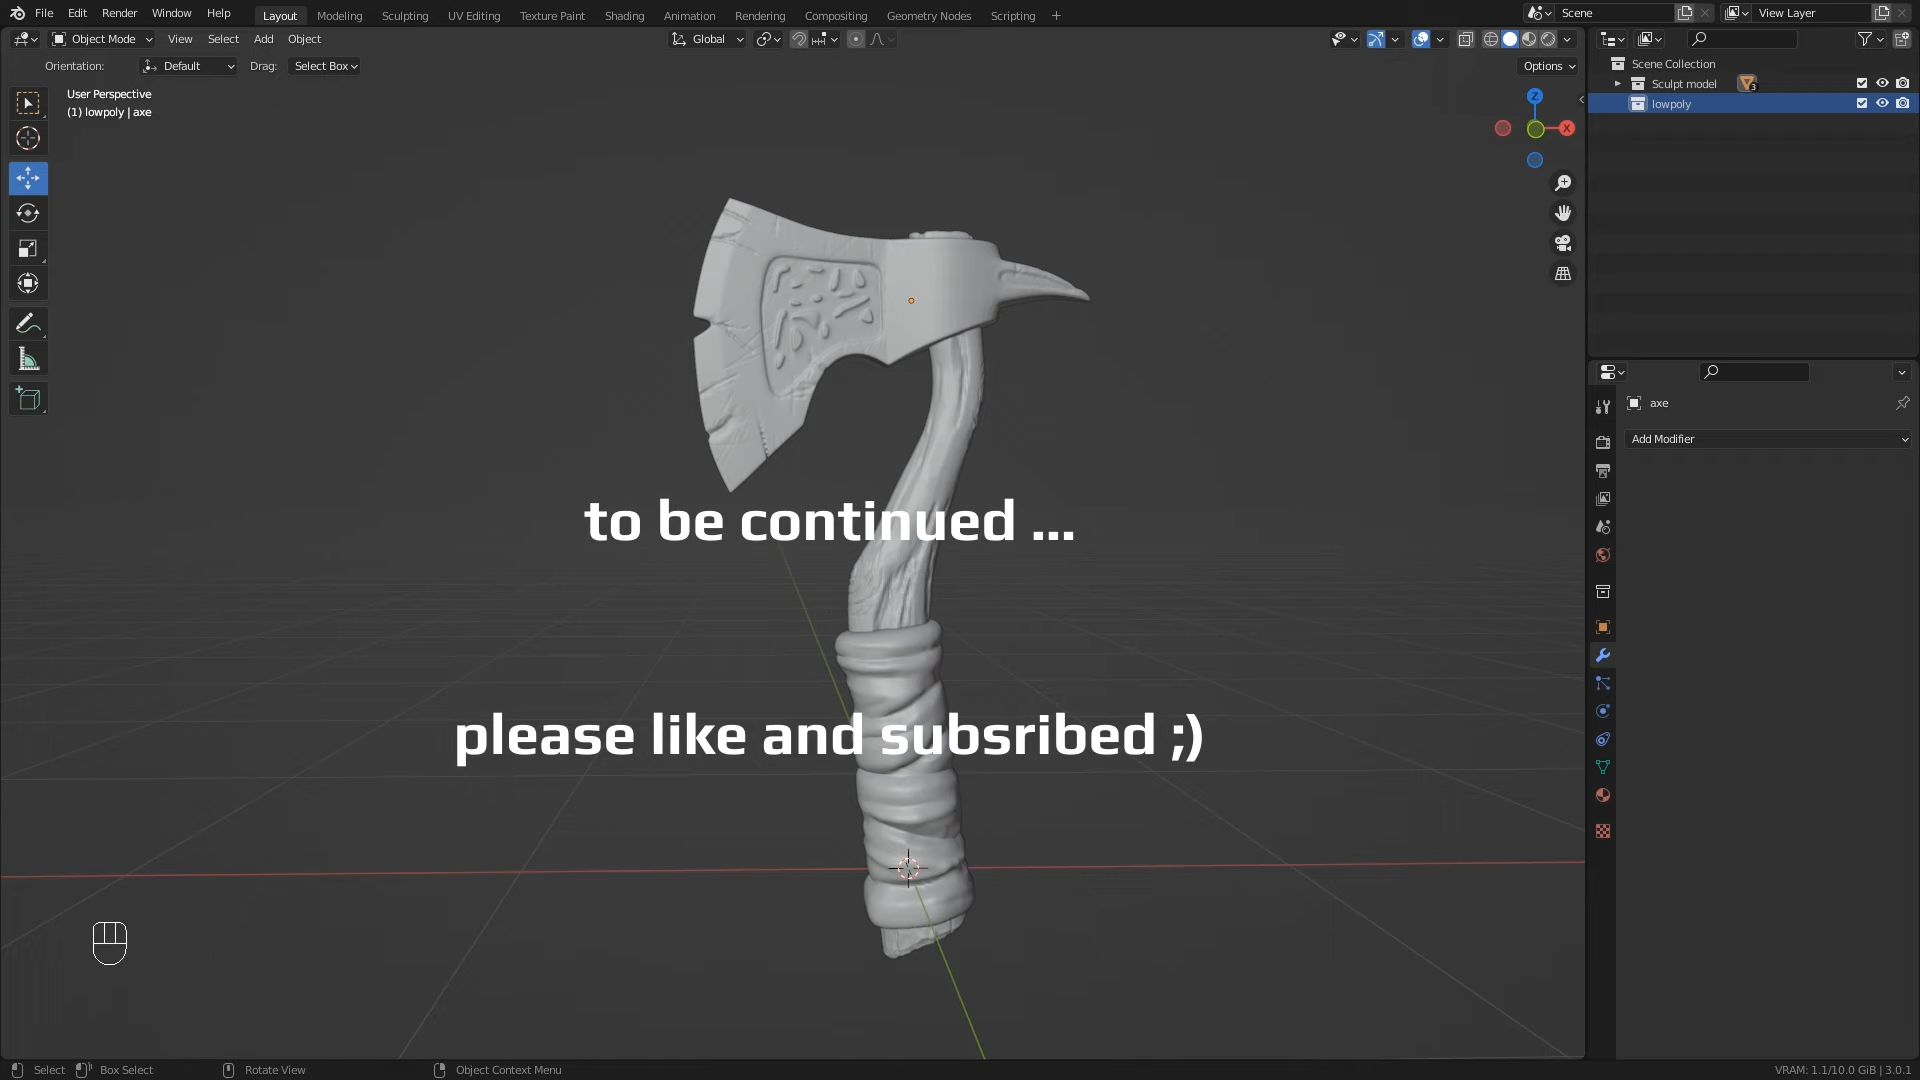 File Edit Render Window Help Layout Modeling Sculpting UV Editing Texture Paint Shading Animation Rendering Compositing Geometry Nodes Scripting + Scene View Layer
Object Mode View Select Add Object Global
Orientation: Default Drag: Select Box Options
User Perspective
(1) lowpoly | axe
Z
X
Scene Collection
Sculpt model 3
lowpoly
axe
Add Modifier
to be continued ...
please like and subsribed ;)
Select Box Select Rotate View Object Context Menu VRAM: 1.1/10.0 GiB | 3.0.1